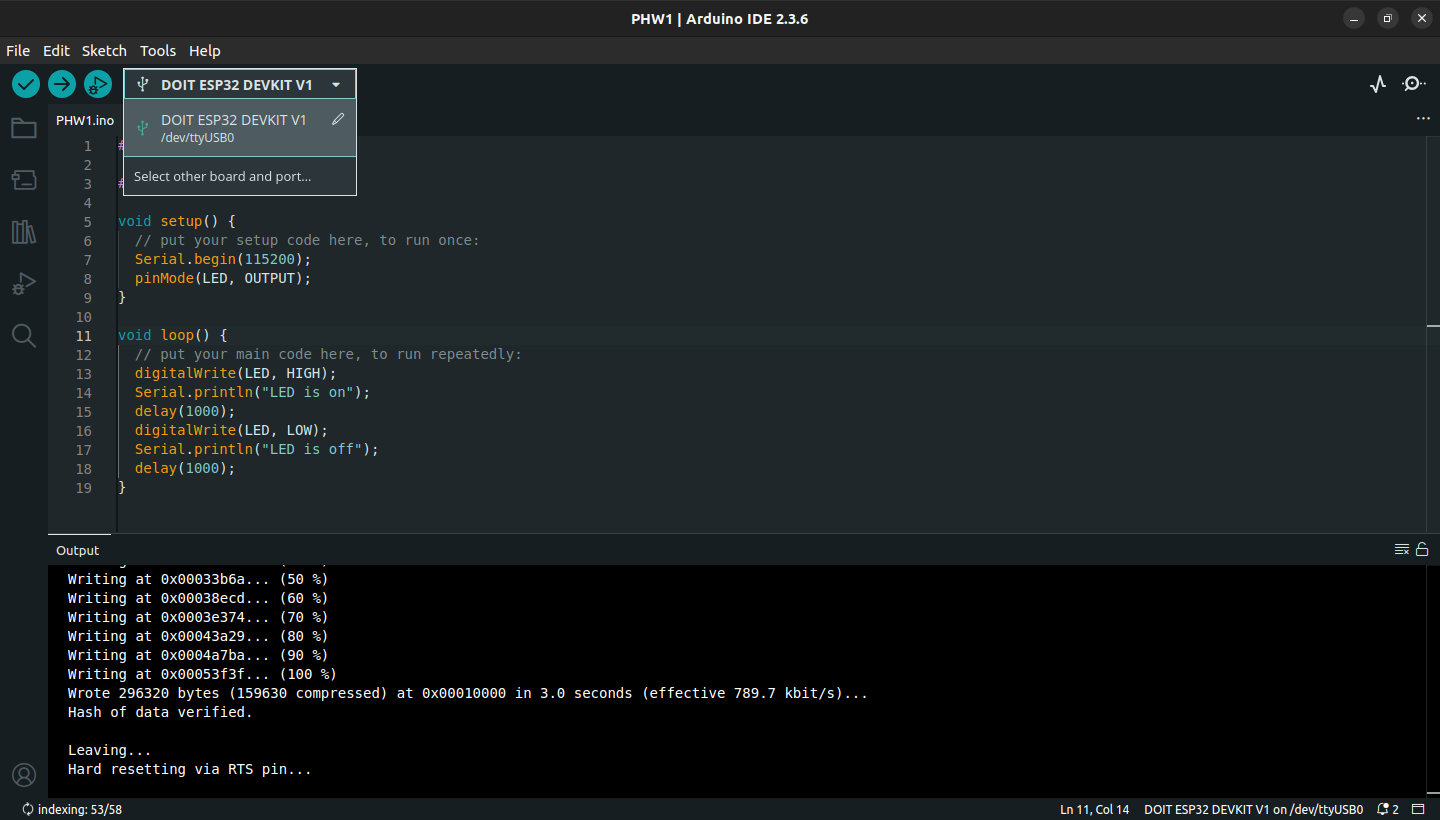 PHW1 | Arduino IDE 2.3.6
File Edit Sketch Tools Help
DOIT ESP32 DEVKIT V1
PHW1.ino
DOIT ESP32 DEVKIT V1
/dev/ttyUSB0
Select other board and port...
1 #
2
3 #
4
5 void setup() {
6 // put your setup code here, to run once:
7 Serial.begin(115200);
8 pinMode(LED, OUTPUT);
9 }
10
11 void loop() {
12 // put your main code here, to run repeatedly:
13 digitalWrite(LED, HIGH);
14 Serial.println("LED is on");
15 delay(1000);
16 digitalWrite(LED, LOW);
17 Serial.println("LED is off");
18 delay(1000);
19 }
Output
Writing at 0x00033b6a... (50 %)
Writing at 0x00038ecd... (60 %)
Writing at 0x0003e374... (70 %)
Writing at 0x00043a29... (80 %)
Writing at 0x0004a7ba... (90 %)
Writing at 0x00053f3f... (100 %)
Wrote 296320 bytes (159630 compressed) at 0x00010000 in 3.0 seconds (effective 789.7 kbit/s)...
Hash of data verified.
Leaving...
Hard resetting via RTS pin...
indexing: 53/58 Ln 11, Col 14 DOIT ESP32 DEVKIT V1 on /dev/ttyUSB0 2